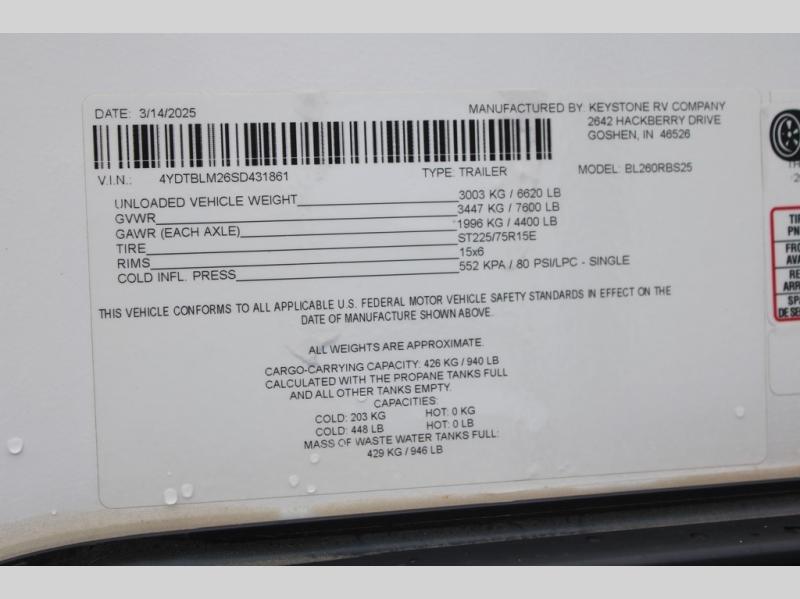 DATE: 3/14/2025
MANUFACTURED BY: KEYSTONE RV COMPANY
2642 HACKBERRY DRIVE
GOSHEN, IN 46526
V.I.N.: 4YDTBLM26SD431861 TYPE: TRAILER MODEL: BL260RBS25
UNLOADED VEHICLE WEIGHT 3003 KG / 6620 LB
GVWR 3447 KG / 7600 LB
GAWR (EACH AXLE) 1996 KG / 4400 LB
TIRE ST225/75R15E
RIMS 15x6
COLD INFL. PRESS 552 KPA / 80 PSI/LPC - SINGLE
THIS VEHICLE CONFORMS TO ALL APPLICABLE U.S. FEDERAL MOTOR VEHICLE SAFETY STANDARDS IN EFFECT ON THE
DATE OF MANUFACTURE SHOWN ABOVE.
ALL WEIGHTS ARE APPROXIMATE.
CARGO-CARRYING CAPACITY: 426 KG / 940 LB
CALCULATED WITH THE PROPANE TANKS FULL
AND ALL OTHER TANKS EMPTY.
CAPACITIES:
COLD: 203 KG HOT: 0 KG
COLD: 448 LB HOT: 0 LB
MASS OF WASTE WATER TANKS FULL:
429 KG / 946 LB